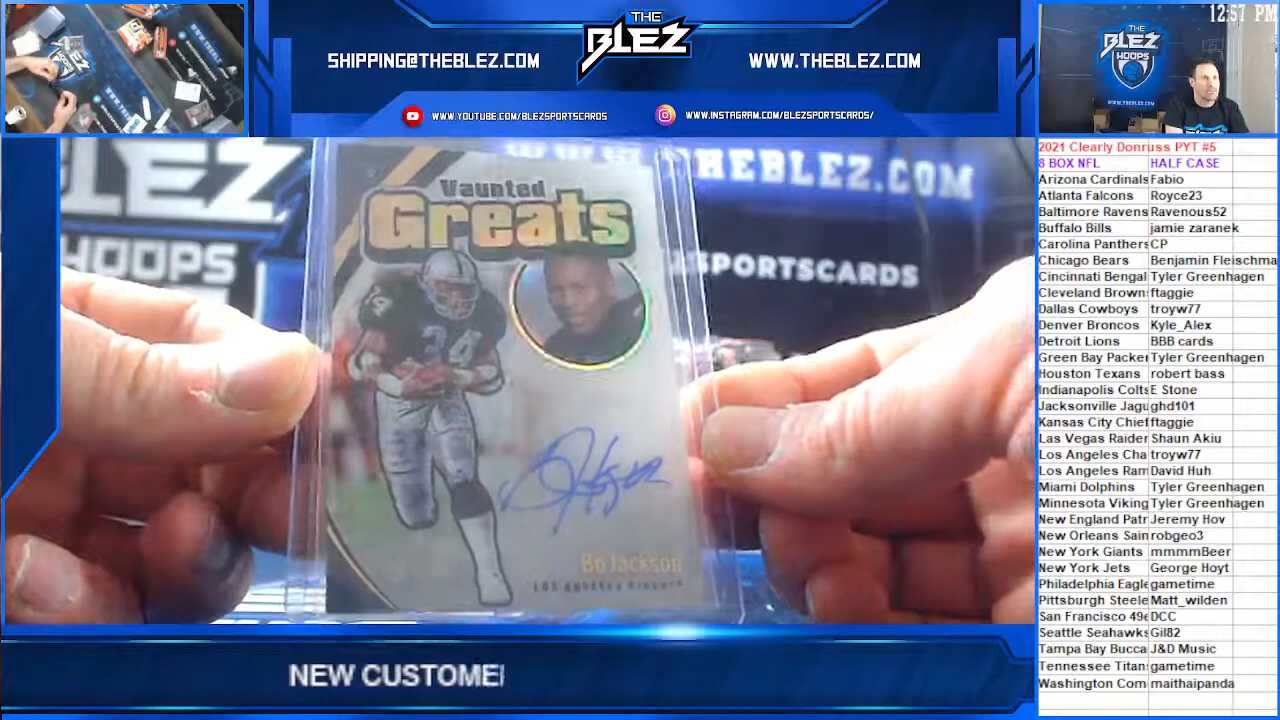 12:57 PM
THE
BLEZ
SHIPPING@THEBLEZ.COM
WWW.THEBLEZ.COM
WWW.YOUTUBE.COM/BLEZSPORTSCARDS
WWW.INSTAGRAM.COM/BLEZSPORTSCARDS/
THE
BLEZ
HOOPS
WWW.THEBLEZ.COM
HOOPS
THEBLEZ.COM
SPORTSCARDS
Vaunted
Greats
34
Bo Jackson
LOS ANGELES RAIDERS
NEW CUSTOME
2021 Clearly Donruss PYT #5
8 BOX NFL HALF CASE
Arizona Cardinals Fabio
Atlanta Falcons Royce23
Baltimore Ravens Ravenous52
Buffalo Bills jamie zaranek
Carolina Panthers CP
Chicago Bears Benjamin Fleischma
Cincinnati Bengal Tyler Greenhagen
Cleveland Browns ftaggie
Dallas Cowboys troyw77
Denver Broncos Kyle_Alex
Detroit Lions BBB cards
Green Bay Packer Tyler Greenhagen
Houston Texans robert bass
Indianapolis Colts E Stone
Jacksonville Jagu ghd101
Kansas City Chief ftaggie
Las Vegas Raider Shaun Akiu
Los Angeles Cha troyw77
Los Angeles Ram David Huh
Miami Dolphins Tyler Greenhagen
Minnesota Viking Tyler Greenhagen
New England Patr Jeremy Hov
New Orleans Sain robgeo3
New York Giants mmmmBeer
New York Jets George Hoyt
Philadelphia Eagle gametime
Pittsburgh Steele Matt_wilden
San Francisco 49e DCC
Seattle Seahawks Gil82
Tampa Bay Bucca J&D Music
Tennessee Titan gametime
Washington Com maithaipanda